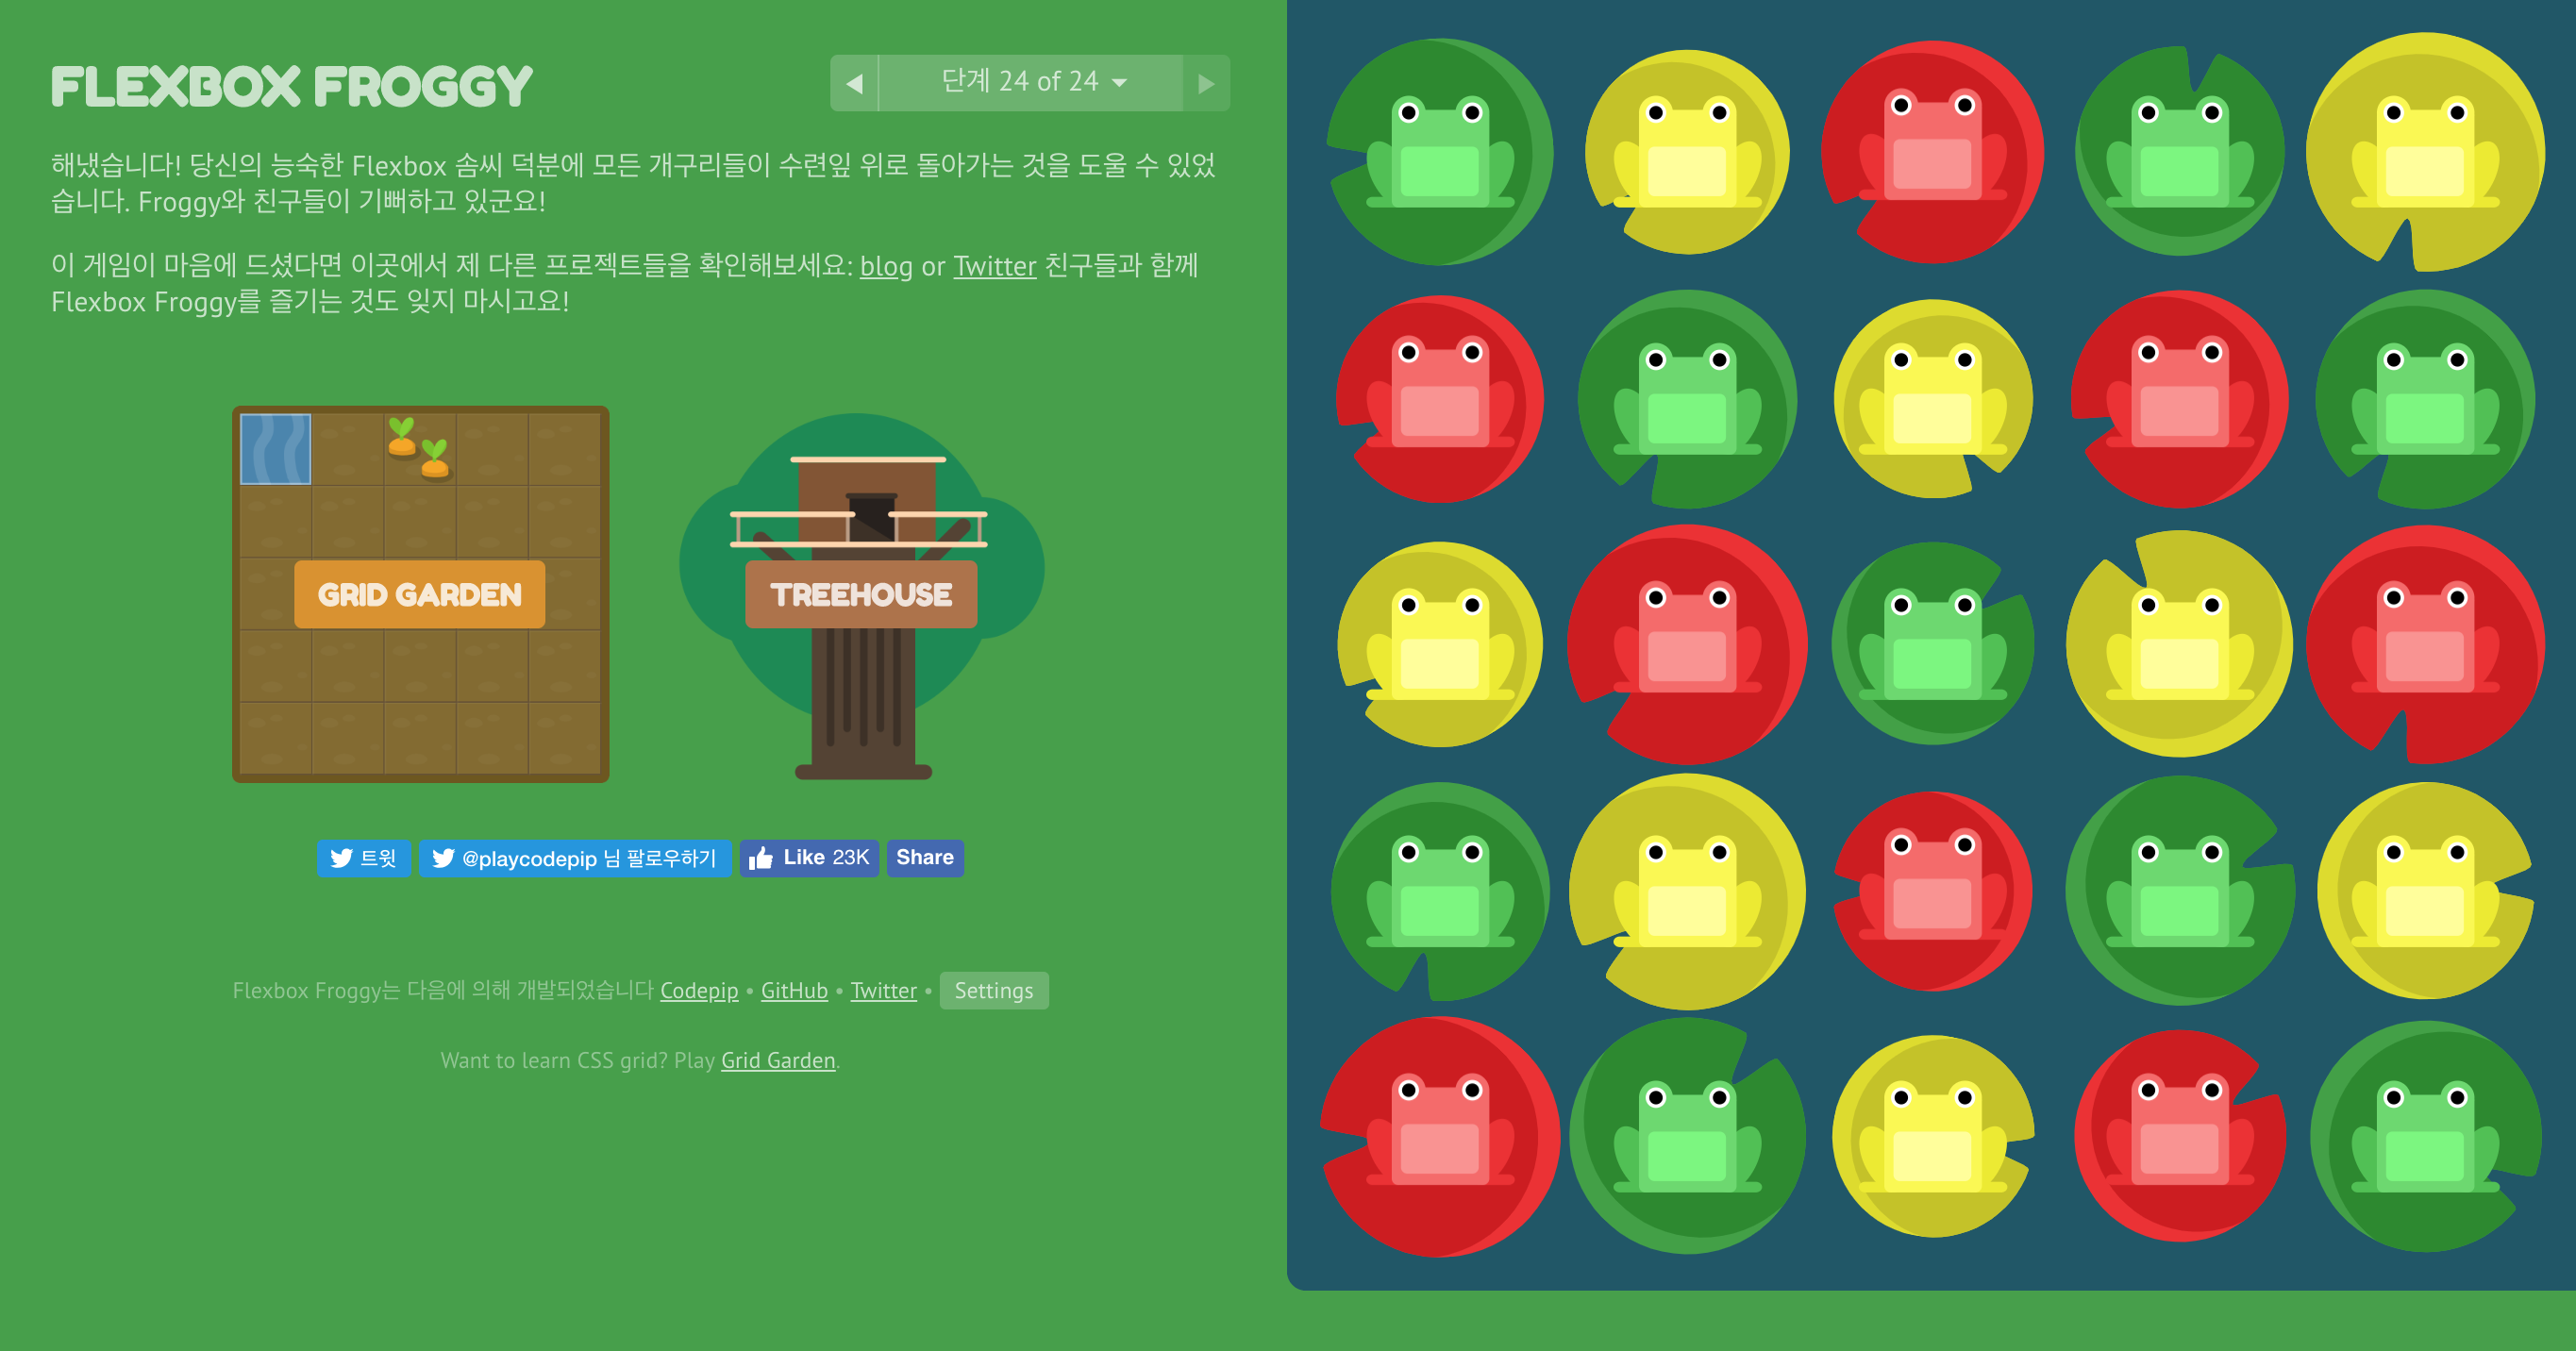 FLEXBOX FROGGY
단계 24 of 24
해냈습니다! 당신의 능숙한 Flexbox 솜씨 덕분에 모든 개구리들이 수련잎 위로 돌아가는 것을 도울 수 있었
습니다. Froggy와 친구들이 기뻐하고 있군요!
이 게임이 마음에 드셨다면 이곳에서 제 다른 프로젝트들을 확인해보세요: blog or Twitter 친구들과 함께
Flexbox Froggy를 즐기는 것도 잊지 마시고요!
GRID GARDEN
TREEHOUSE
트윗
@playcodepip 님 팔로우하기
Like 23K
Share
Flexbox Froggy는 다음에 의해 개발되었습니다 Codepip • GitHub • Twitter • Settings
Want to learn CSS grid? Play Grid Garden.